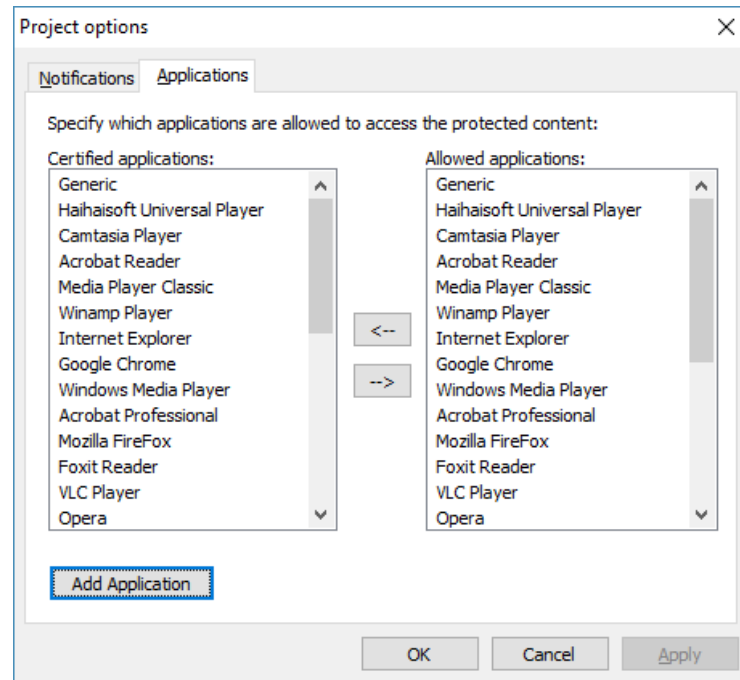 Project options
Notifications Applications
Specify which applications are allowed to access the protected content:
Certified applications:
Generic
Haihaisoft Universal Player
Camtasia Player
Acrobat Reader
Media Player Classic
Winamp Player
Internet Explorer
Google Chrome
Windows Media Player
Acrobat Professional
Mozilla FireFox
Foxit Reader
VLC Player
Opera
<--
-->
Allowed applications:
Generic
Haihaisoft Universal Player
Camtasia Player
Acrobat Reader
Media Player Classic
Winamp Player
Internet Explorer
Google Chrome
Windows Media Player
Acrobat Professional
Mozilla FireFox
Foxit Reader
VLC Player
Opera
Add Application
OK Cancel Apply